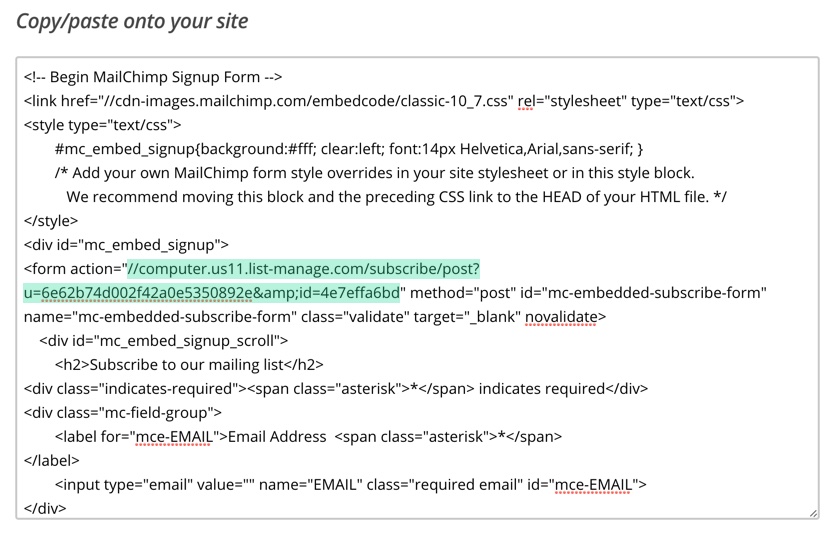 Copy/paste onto your site
<!-- Begin MailChimp Signup Form -->
<link href="//cdn-images.mailchimp.com/embedcode/classic-10_7.css" rel="stylesheet" type="text/css">
<style type="text/css">
#mc_embed_signup{background:#fff; clear:left; font:14px Helvetica,Arial,sans-serif; }
/* Add your own MailChimp form style overrides in your site stylesheet or in this style block.
We recommend moving this block and the preceding CSS link to the HEAD of your HTML file. */
</style>
<div id="mc_embed_signup">
<form action="//computer.us11.list-manage.com/subscribe/post?
u=6e62b74d002f42a0e5350892e&amp;id=4e7effa6bd" method="post" id="mc-embedded-subscribe-form"
name="mc-embedded-subscribe-form" class="validate" target="_blank" novalidate>
<div id="mc_embed_signup_scroll">
<h2>Subscribe to our mailing list</h2>
<div class="indicates-required"><span class="asterisk">*</span> indicates required</div>
<div class="mc-field-group">
<label for="mce-EMAIL">Email Address  <span class="asterisk">*</span>
</label>
<input type="email" value="" name="EMAIL" class="required email" id="mce-EMAIL">
</div>